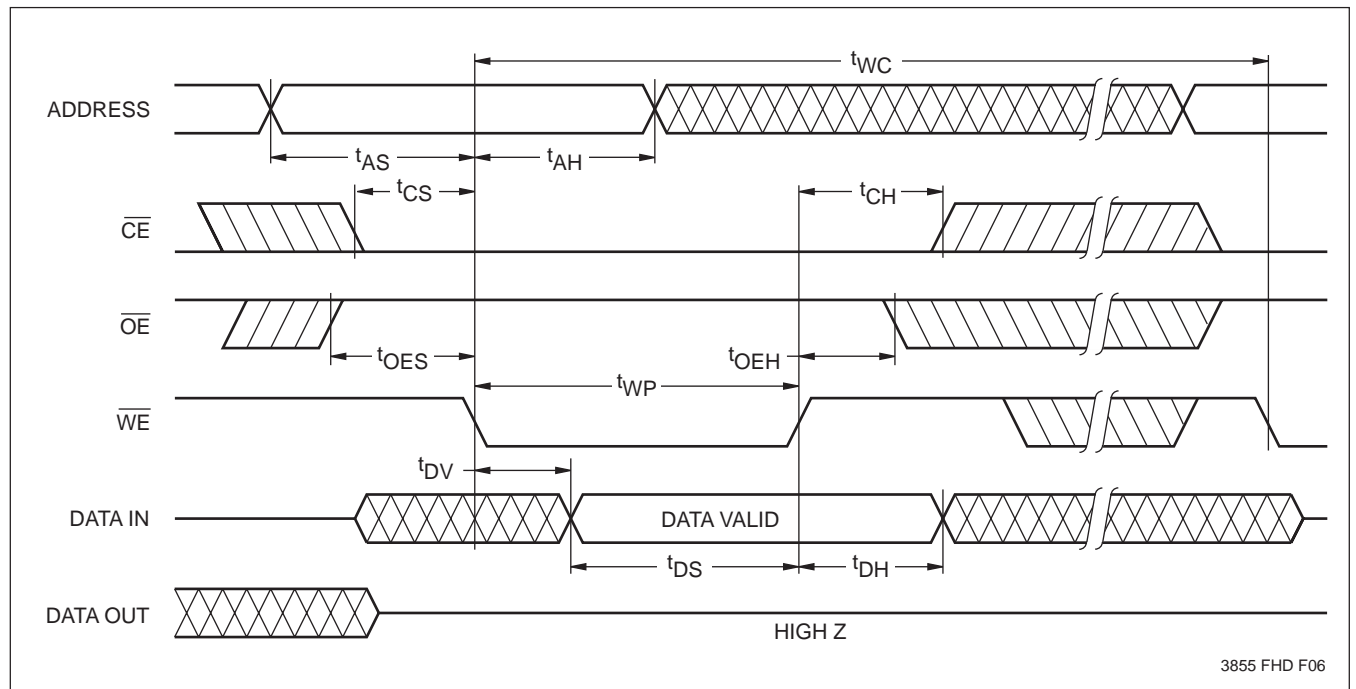 tWC
ADDRESS
tAS
tAH
tCS
tCH
CE
OE
tOES
tOEH
tWP
WE
tDV
DATA IN
DATA VALID
tDS
tDH
DATA OUT
HIGH Z
3855 FHD F06